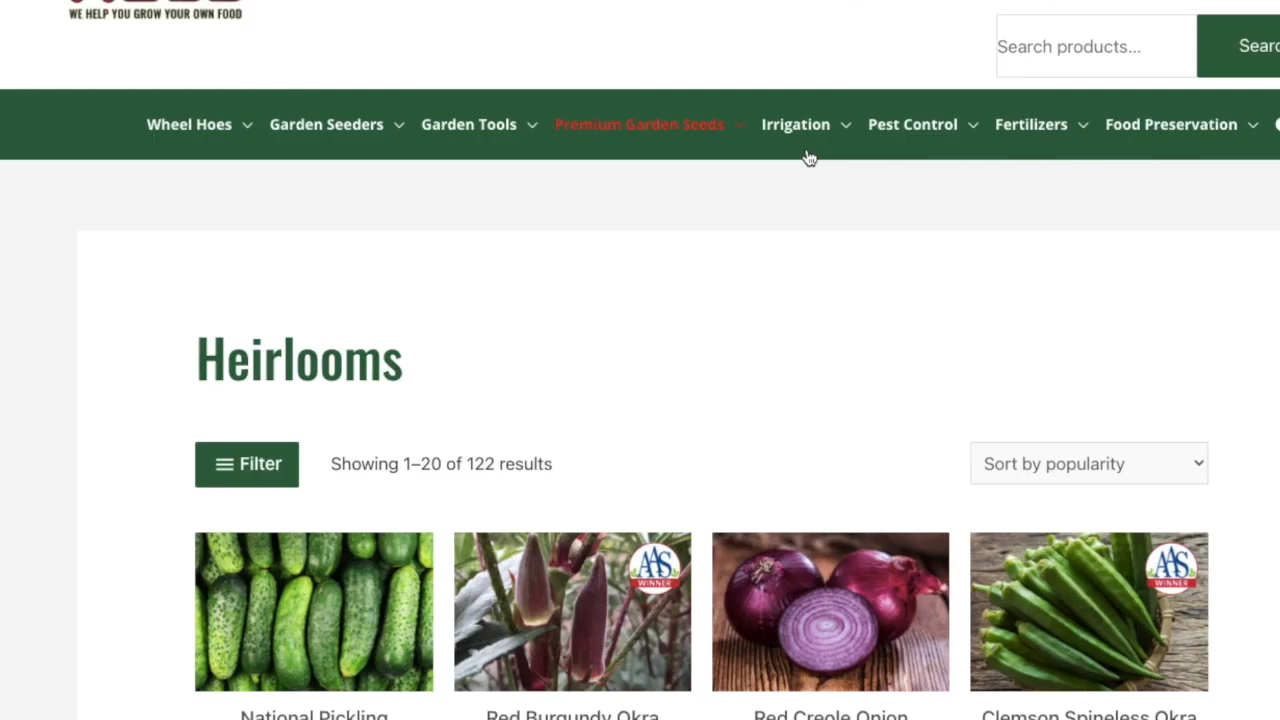 WE HELP YOU GROW YOUR OWN FOOD
Search products...
Wheel Hoes Garden Seeders Garden Tools Premium Garden Seeds Irrigation Pest Control Fertilizers Food Preservation
Heirlooms
Filter Showing 1–20 of 122 results Sort by popularity
AAS WINNER AAS WINNER
National Pickling Red Burgundy Okra Red Creole Onion Clemson Spineless Okra